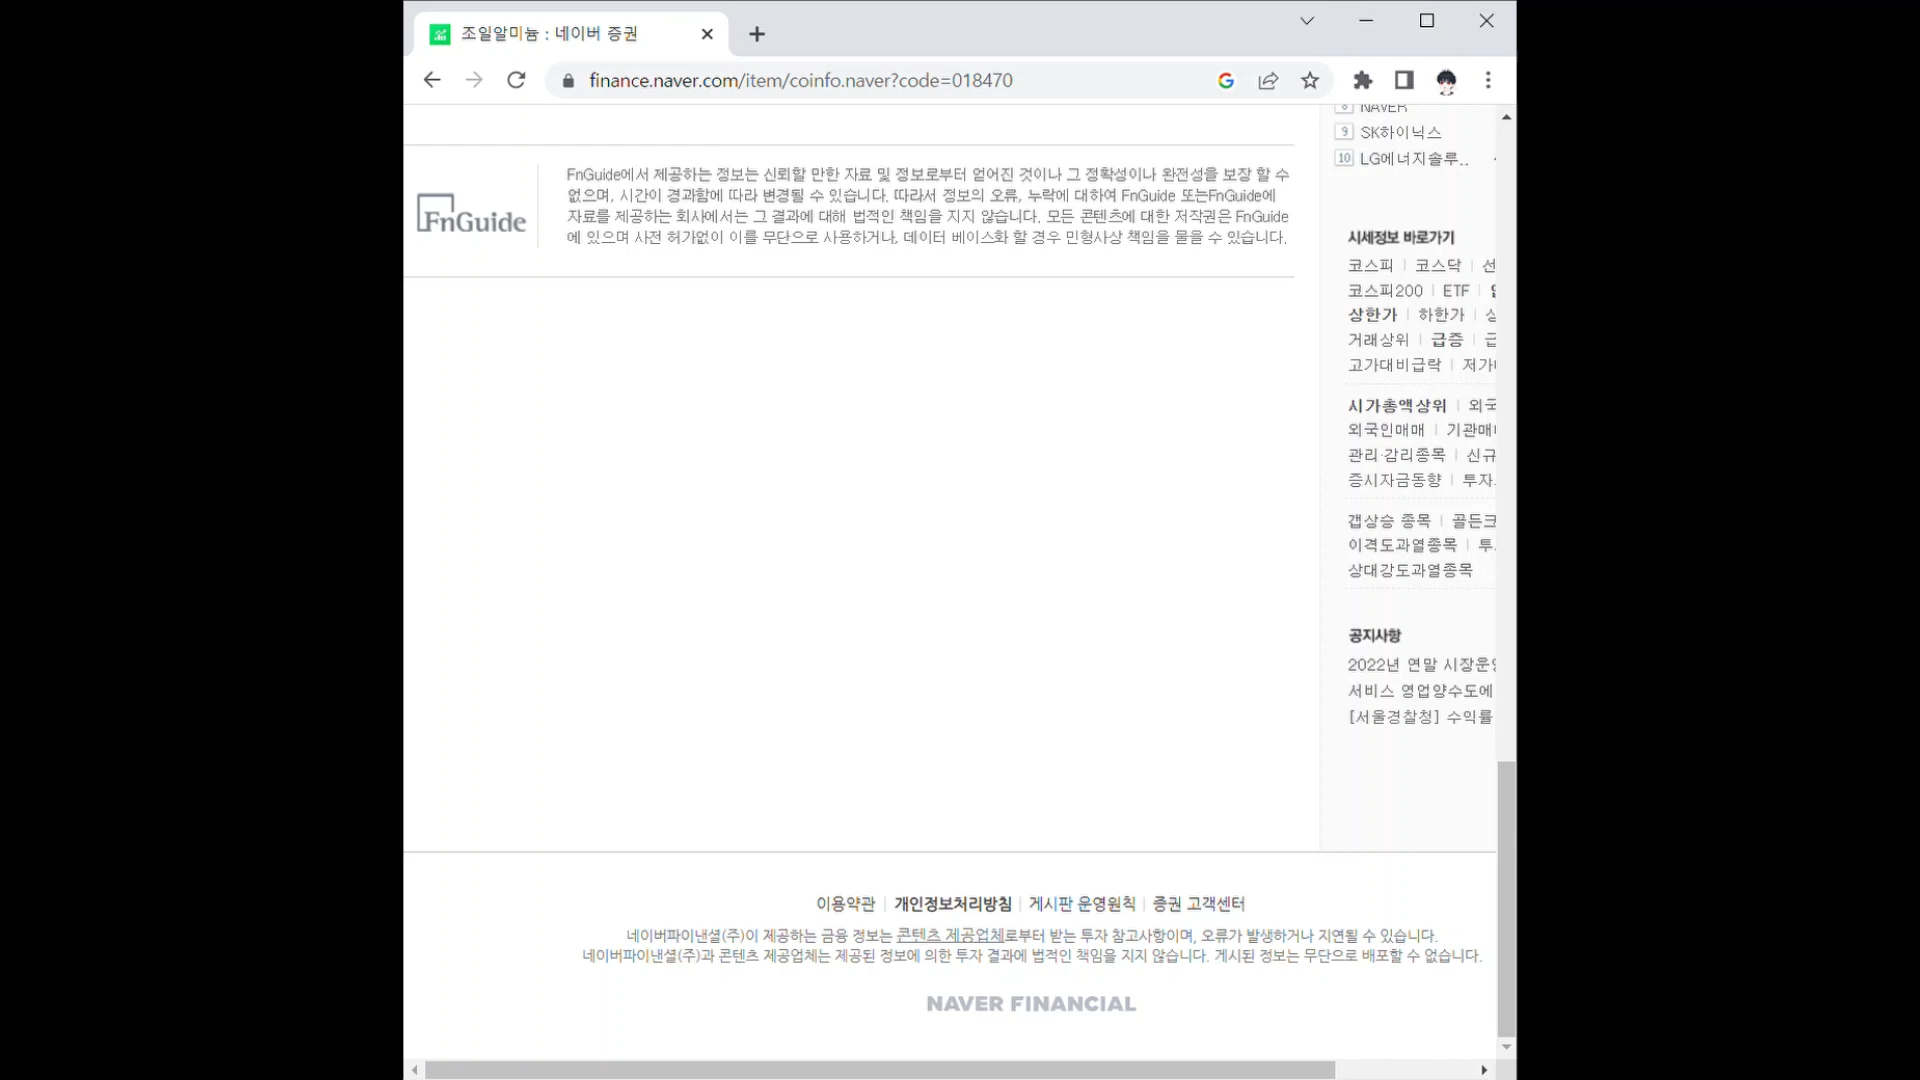 조일알미늄 : 네이버 증권
finance.naver.com/item/coinfo.naver?code=018470
8 NAVER
9 SK하이닉스
10 LG에너지솔루..
FnGuide
FnGuide에서 제공하는 정보는 신뢰할 만한 자료 및 정보로부터 얻어진 것이나 그 정확성이나 완전성을 보장 할 수
없으며, 시간이 경과함에 따라 변경될 수 있습니다. 따라서 정보의 오류, 누락에 대하여 FnGuide 또는FnGuide에
자료를 제공하는 회사에서는 그 결과에 대해 법적인 책임을 지지 않습니다. 모든 콘텐츠에 대한 저작권은 FnGuide
에 있으며 사전 허가없이 이를 무단으로 사용하거나, 데이터 베이스화 할 경우 민형사상 책임을 물을 수 있습니다.
시세정보 바로가기
코스피 | 코스닥 | 선
코스피200 | ETF |
상한가 | 하한가 |
거래상위 | 급증 |
고가대비급락 | 저가
시가총액상위 | 외국
외국인매매 | 기관매
관리·감리종목 | 신규
증시자금동향 | 투자
갭상승 종목 | 골든크
이격도과열종목 | 투
상대강도과열종목
공지사항
2022년 연말 시장운영
서비스 영업양수도에
[서울경찰청] 수익률
이용약관 | 개인정보처리방침 | 게시판 운영원칙 | 증권 고객센터
네이버파이낸셜(주)이 제공하는 금융 정보는 콘텐츠 제공업체로부터 받는 투자 참고사항이며, 오류가 발생하거나 지연될 수 있습니다.
네이버파이낸셜(주)과 콘텐츠 제공업체는 제공된 정보에 의한 투자 결과에 법적인 책임을 지지 않습니다. 게시된 정보는 무단으로 배포할 수 없습니다.
NAVER FINANCIAL